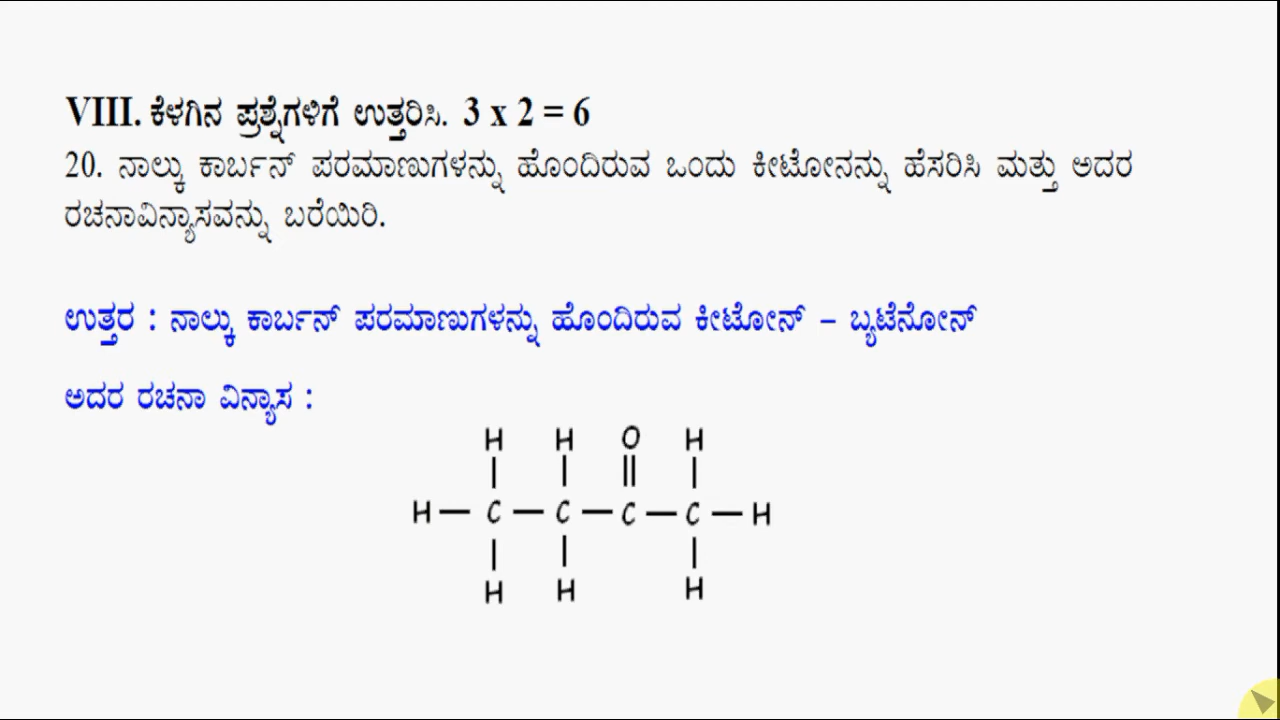 VIII. ಕೆಳಗಿನ ಪ್ರಶ್ನೆಗಳಿಗೆ ಉತ್ತರಿಸಿ. 3 x 2 = 6
20. ನಾಲ್ಕು ಕಾರ್ಬನ್ ಪರಮಾಣುಗಳನ್ನು ಹೊಂದಿರುವ ಒಂದು ಕೀಟೋನನ್ನು ಹೆಸರಿಸಿ ಮತ್ತು ಅದರ
ರಚನಾವಿನ್ಯಾಸವನ್ನು ಬರೆಯಿರಿ.
ಉತ್ತರ : ನಾಲ್ಕು ಕಾರ್ಬನ್ ಪರಮಾಣುಗಳನ್ನು ಹೊಂದಿರುವ ಕೀಟೋನ್ – ಬ್ಯಟೆನೋನ್
ಅದರ ರಚನಾ ವಿನ್ಯಾಸ :
H H O H
H — C — C — C — C — H
H H H